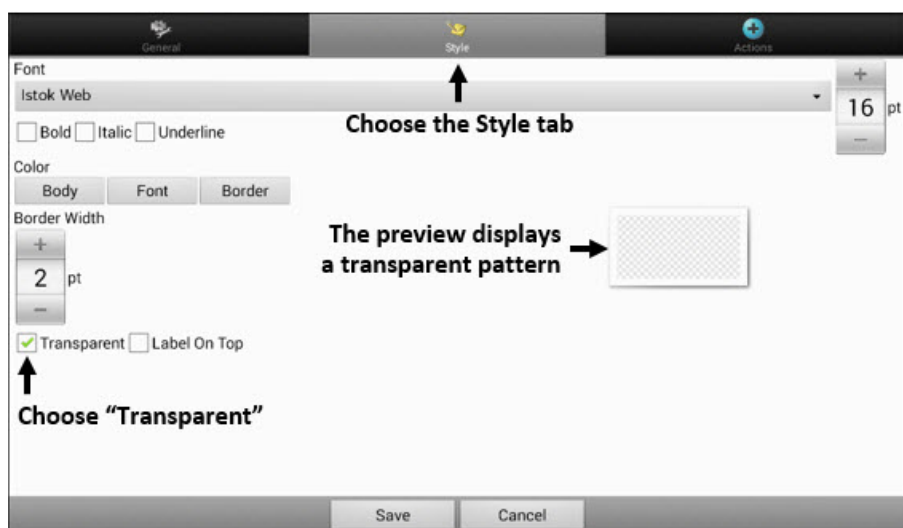 General
Style
Actions
Font
Istok Web
16 pt
Choose the Style tab
Bold Italic Underline
Color
Body Font Border
Border Width
2 pt
The preview displays
a transparent pattern
Transparent Label On Top
Choose “Transparent”
Save Cancel